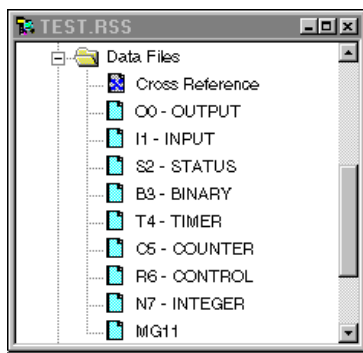 TEST.RSS
Data Files
Cross Reference
O0 - OUTPUT
I1 - INPUT
S2 - STATUS
B3 - BINARY
T4 - TIMER
C5 - COUNTER
R6 - CONTROL
N7 - INTEGER
MG11